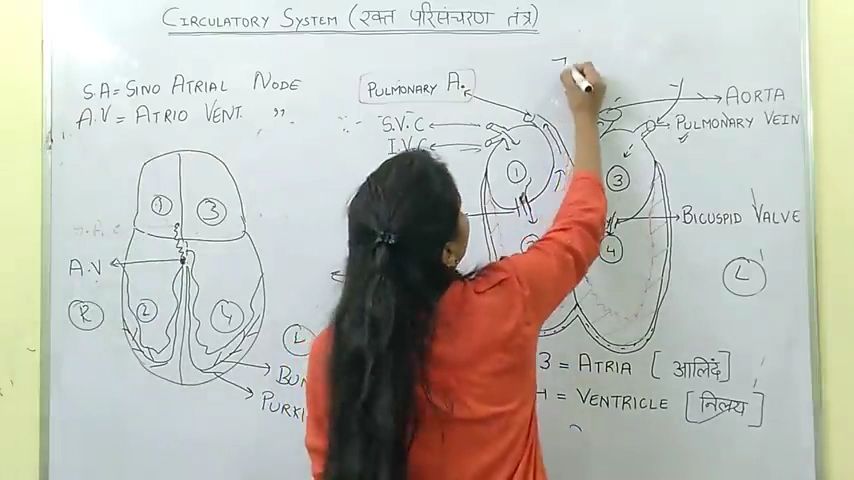 CIRCULATORY SYSTEM (रक्त परिसंचरण तंत्र)
S.A = SINO ATRIAL NODE
A.V = ATRIO VENT. "
PULMONARY A.
S.V.C
I.V.C
AORTA
PULMONARY VEIN
BICUSPID VALVE
1 3
2 4
A.V
R
L
1
3
4
L
3 = ATRIA [आलिंद]
= VENTRICLE [निलय]